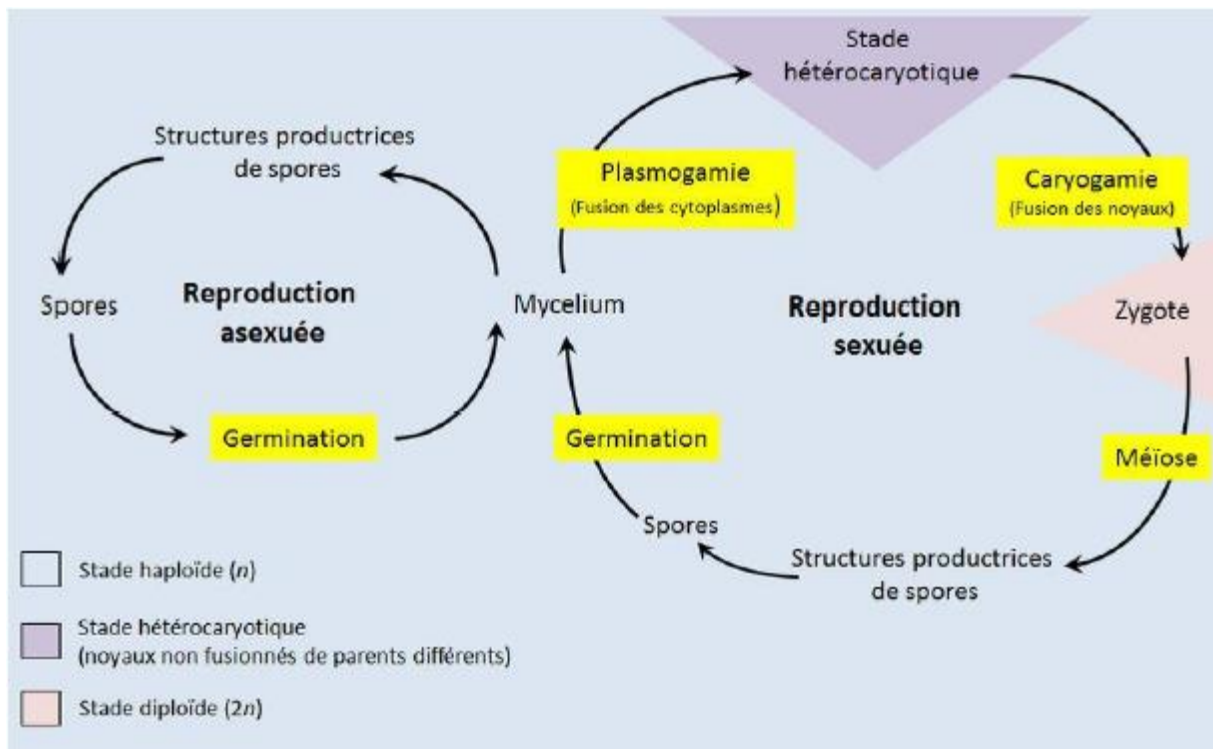 Stade
hétérocaryotique
Structures productrices
de spores
Plasmogamie
(Fusion des cytoplasmes)
Caryogamie
(Fusion des noyaux)
Spores
Reproduction
asexuée
Mycelium
Reproduction
sexuée
Zygote
Germination
Germination
Méïose
Spores
Structures productrices
de spores
Stade haploïde (n)
Stade hétérocaryotique
(noyaux non fusionnés de parents différents)
Stade diploïde (2n)